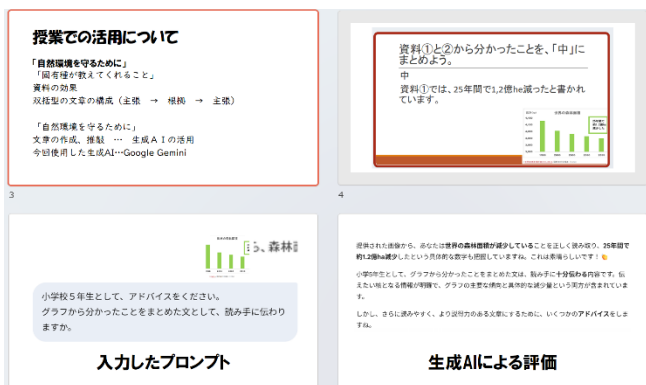 授業での活用について
「自然環境を守るために」
「固有種が教えてくれること」
資料の効果
双括型の文章の構成（主張　→　根拠　→　主張）
「自然環境を守るために」
文章の作成、推敲　…　生成ＡＩの活用
今回使用した生成AI…Google Gemini
3
資料①と②から分かったことを、「中」に
まとめよう。
中
資料①では、25年間で1,2億he減ったと書かれ
ています。
世界の森林面積
4
ら、森林
小学校５年生として、アドバイスをください。
グラフから分かったことをまとめた文として、読み手に伝わり
ますか。
入力したプロンプト
提供された画像から、あなたは世界の森林面積が減少していることを正しく読み取り、25年間で
約1.2億ha減少したという具体的な数字も把握していますね。これは素晴らしいです！👏
小学5年生として、グラフから分かったことをまとめた文は、読み手に十分伝わる内容です。伝
えたい核となる情報が明確で、グラフの主要な傾向と具体的な減少量という両方が含まれていま
す。
しかし、さらに読みやすく、より説得力のある文章にするために、いくつかのアドバイスをしま
すね。
生成AIによる評価